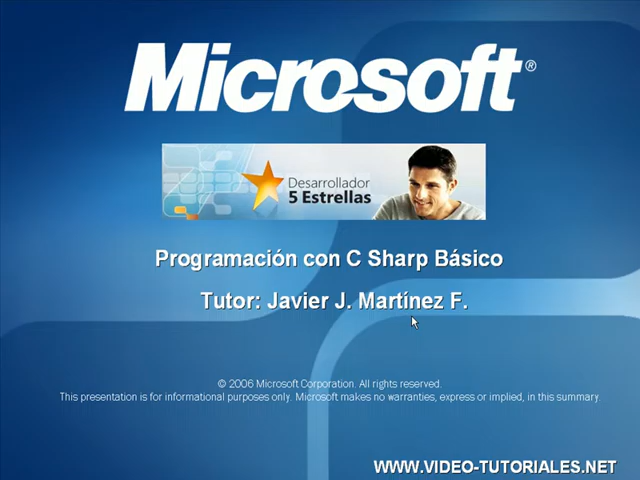 Microsoft®
Desarrollador
5 Estrellas
Programación con C Sharp Básico
Tutor: Javier J. Martínez F.
© 2006 Microsoft Corporation. All rights reserved.
This presentation is for informational purposes only. Microsoft makes no warranties, express or implied, in this summary.
WWW.VIDEO-TUTORIALES.NET